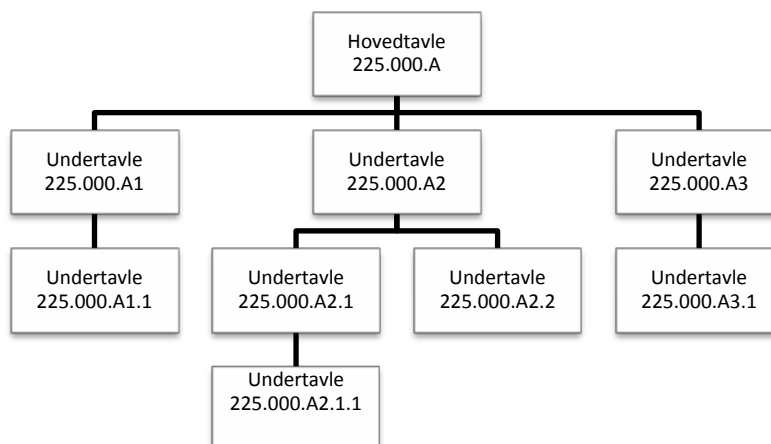 Hovedtavle
225.000.A
Undertavle
225.000.A1
Undertavle
225.000.A2
Undertavle
225.000.A3
Undertavle
225.000.A1.1
Undertavle
225.000.A2.1
Undertavle
225.000.A2.2
Undertavle
225.000.A3.1
Undertavle
225.000.A2.1.1